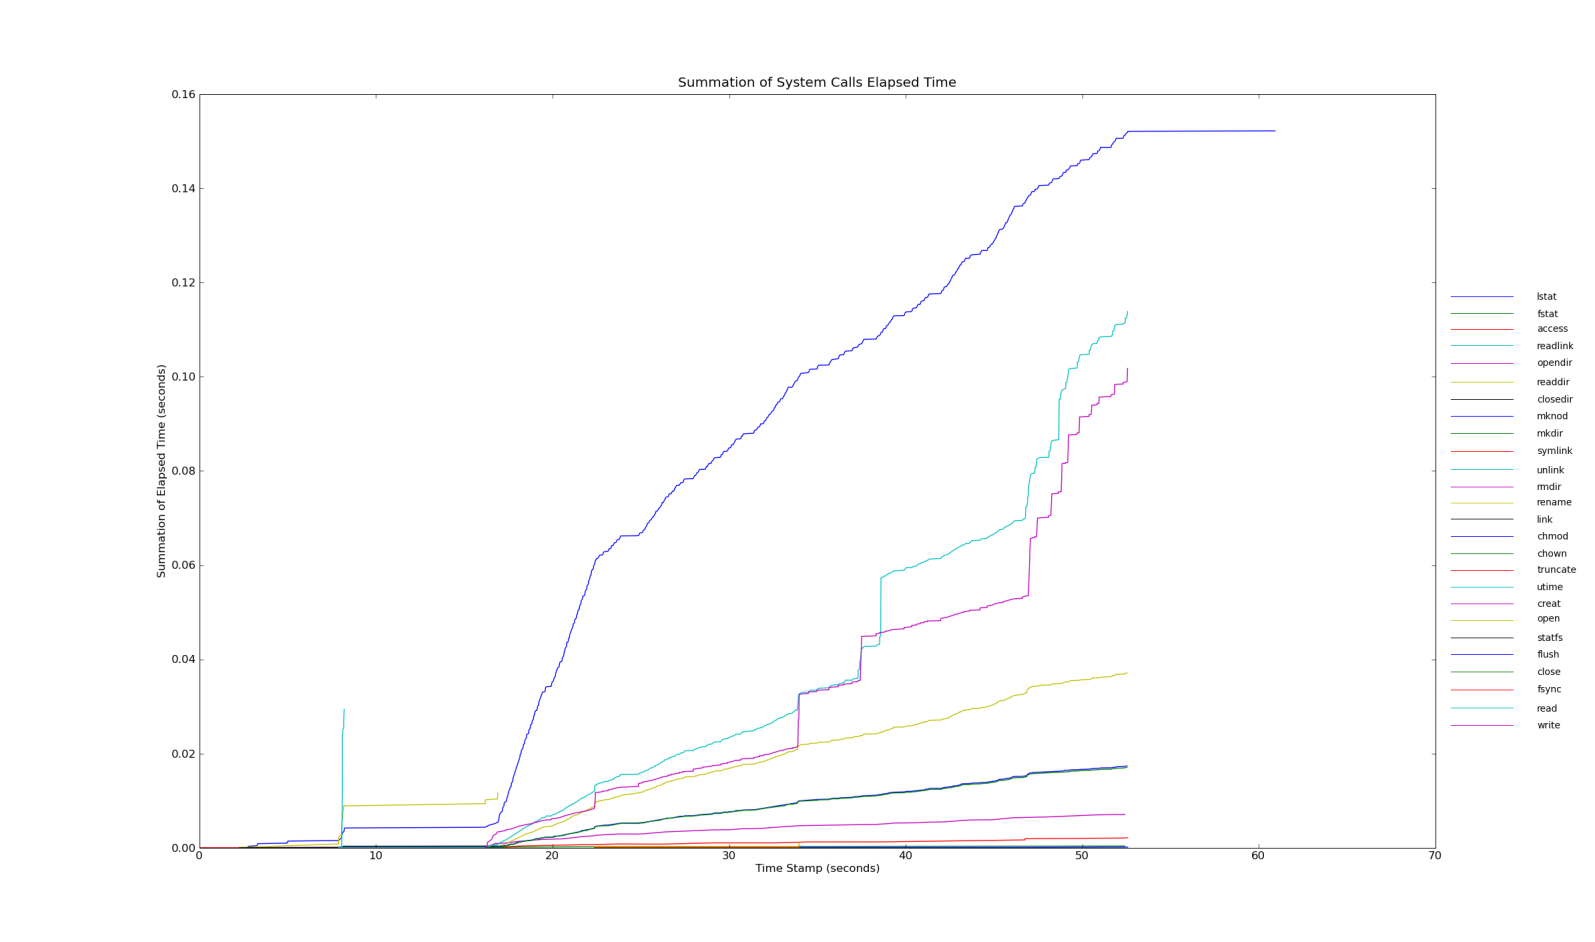 Summation of System Calls Elapsed Time
0.16
0.14
0.12
0.10
0.08
0.06
0.04
0.02
0.00
Summation of Elapsed Time (seconds)
0 10 20 30 40 50 60 70
Time Stamp (seconds)
lstat
fstat
access
readlink
opendir
readdir
closedir
mknod
mkdir
symlink
unlink
rmdir
rename
link
chmod
chown
truncate
utime
creat
open
statfs
flush
close
fsync
read
write